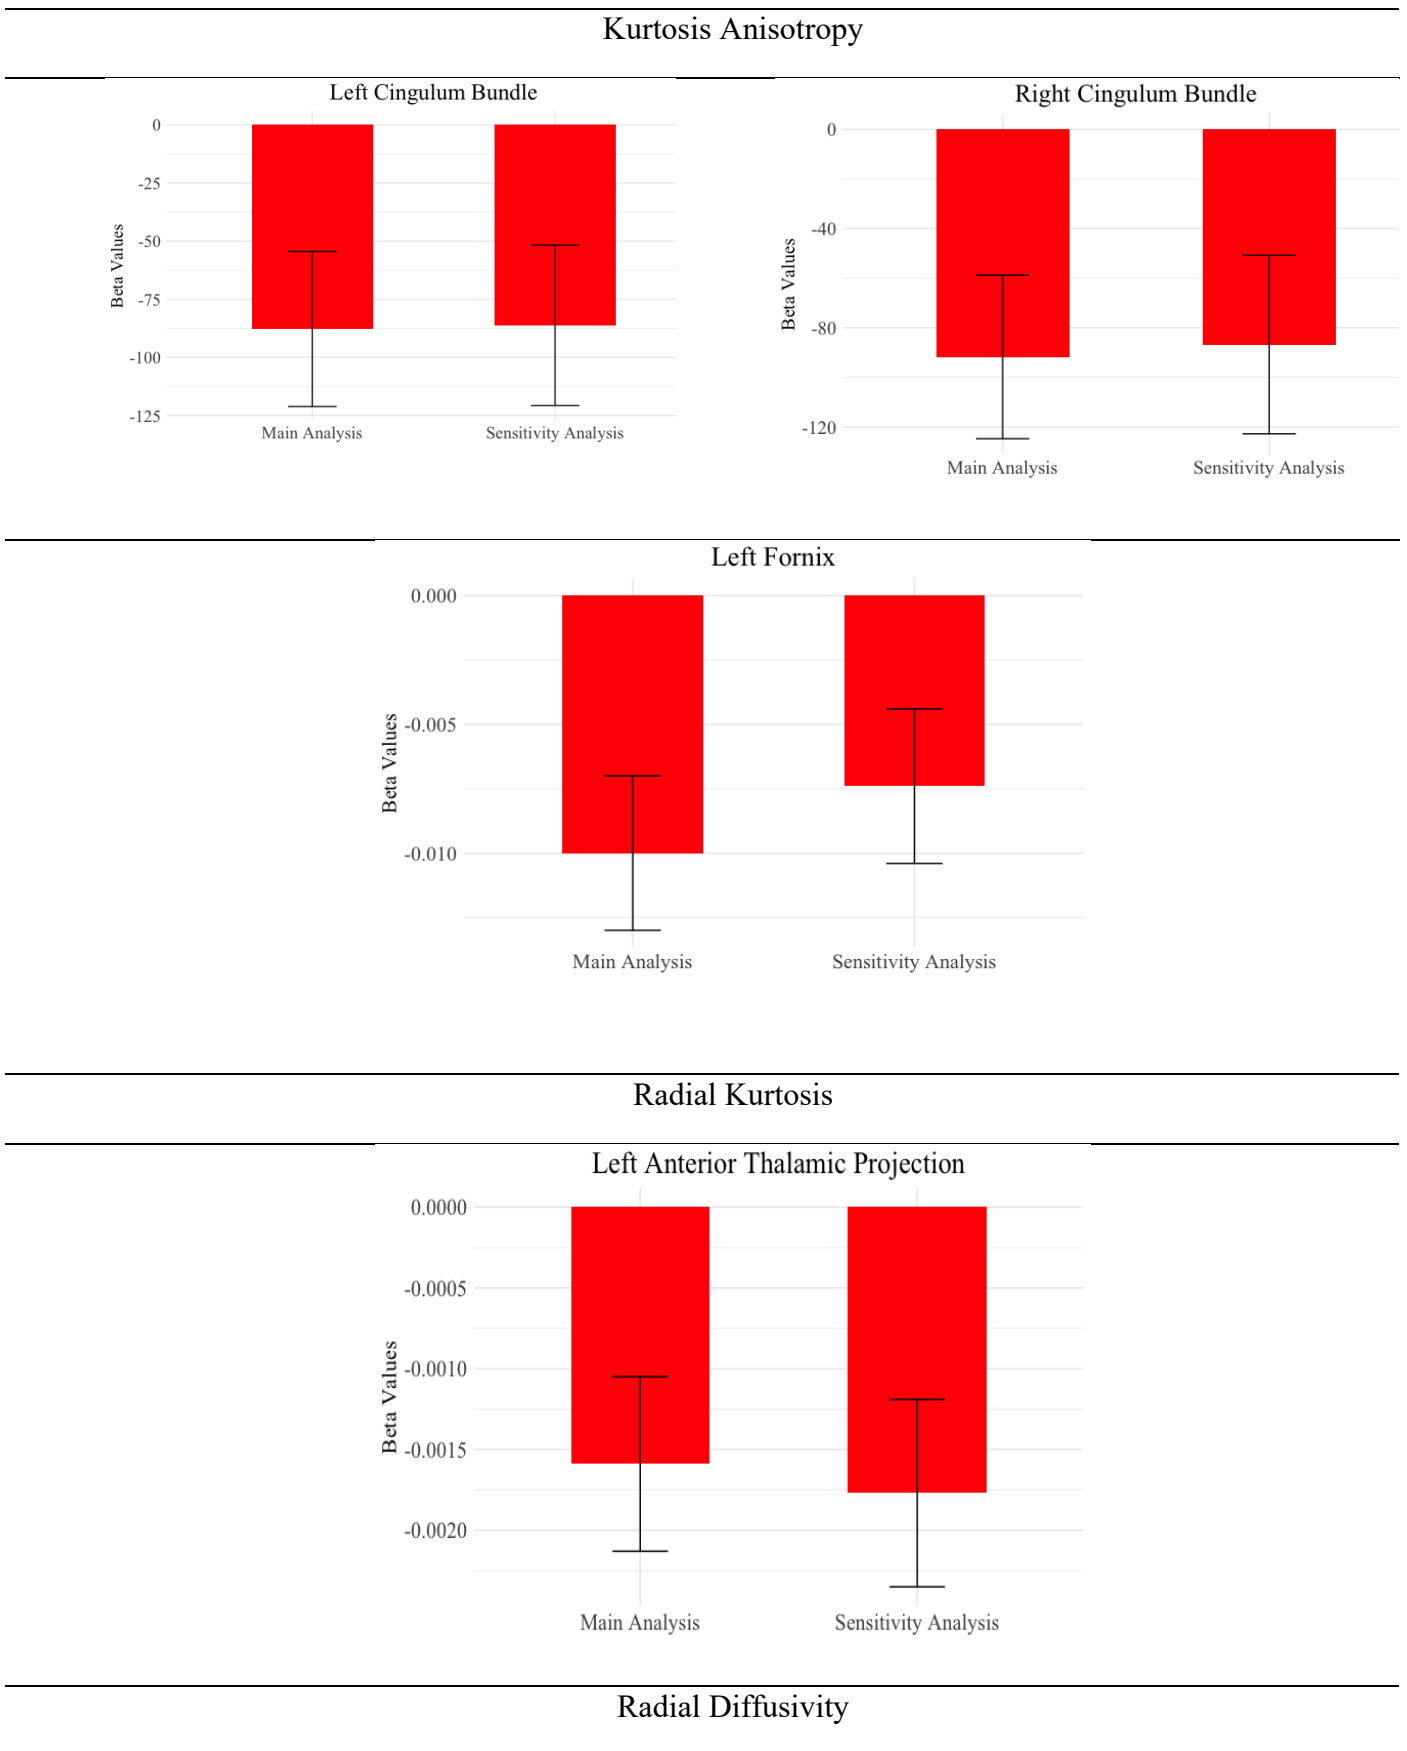 Kurtosis Anisotropy
Left Cingulum Bundle
0
-25
-50
-75
-100
-125
Beta Values
Main Analysis
Sensitivity Analysis
Right Cingulum Bundle
0
-40
-80
-120
Beta Values
Main Analysis
Sensitivity Analysis
Left Fornix
0.000
-0.005
-0.010
Beta Values
Main Analysis
Sensitivity Analysis
Radial Kurtosis
Left Anterior Thalamic Projection
0.0000
-0.0005
-0.0010
-0.0015
-0.0020
Beta Values
Main Analysis
Sensitivity Analysis
Radial Diffusivity